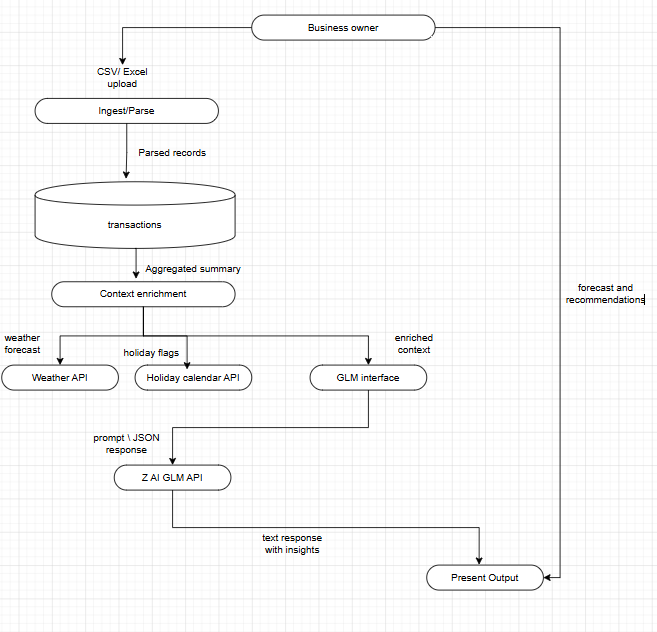 Business owner
CSV/ Excel
upload
Ingest/Parse
Parsed records
transactions
Aggregated summary
Context enrichment
forecast and
recommendations
weather
forecast
holiday flags
enriched
context
Weather API
Holiday calendar API
GLM interface
prompt \ JSON
response
Z AI GLM API
text response
with insights
Present Output